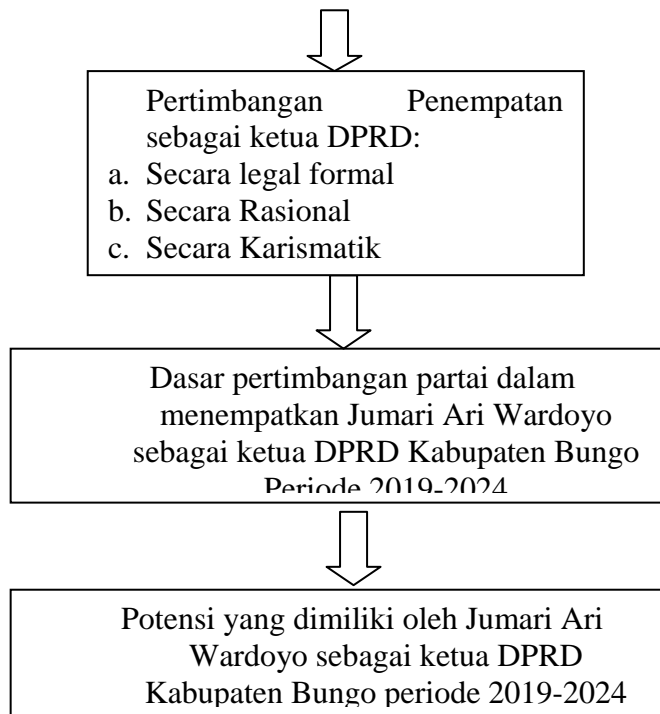 Pertimbangan Penempatan
sebagai ketua DPRD:
a. Secara legal formal
b. Secara Rasional
c. Secara Karismatik
Dasar pertimbangan partai dalam
menempatkan Jumari Ari Wardoyo
sebagai ketua DPRD Kabupaten Bungo
Periode 2019-2024
Potensi yang dimiliki oleh Jumari Ari
Wardoyo sebagai ketua DPRD
Kabupaten Bungo periode 2019-2024